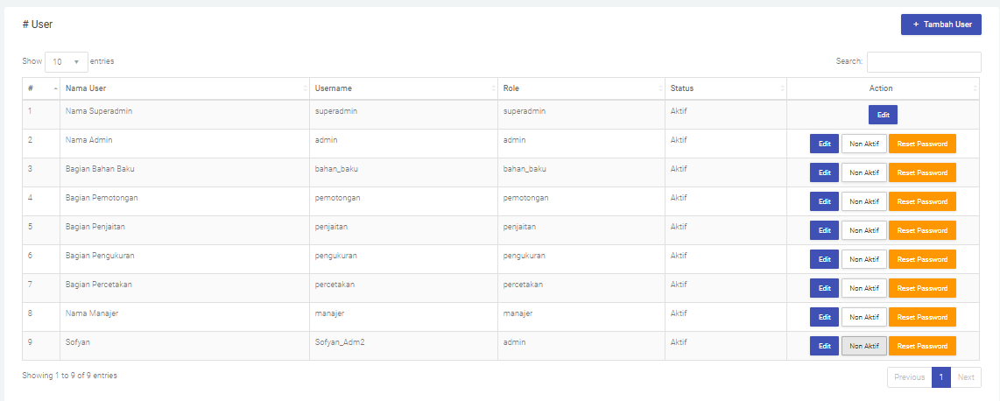 # User
+ Tambah User
Show 10 entries Search:
# Nama User Username Role Status Action
1 Nama Superadmin superadmin superadmin Aktif Edit
2 Nama Admin admin admin Aktif Edit Non Aktif Reset Password
3 Bagian Bahan Baku bahan_baku bahan_baku Aktif Edit Non Aktif Reset Password
4 Bagian Pemotongan pemotongan pemotongan Aktif Edit Non Aktif Reset Password
5 Bagian Penjaitan penjaitan penjaitan Aktif Edit Non Aktif Reset Password
6 Bagian Pengukuran pengukuran pengukuran Aktif Edit Non Aktif Reset Password
7 Bagian Percetakan percetakan percetakan Aktif Edit Non Aktif Reset Password
8 Nama Manajer manajer manajer Aktif Edit Non Aktif Reset Password
9 Sofyan Sofyan_Adm2 admin Aktif Edit Non Aktif Reset Password
Showing 1 to 9 of 9 entries Previous 1 Next